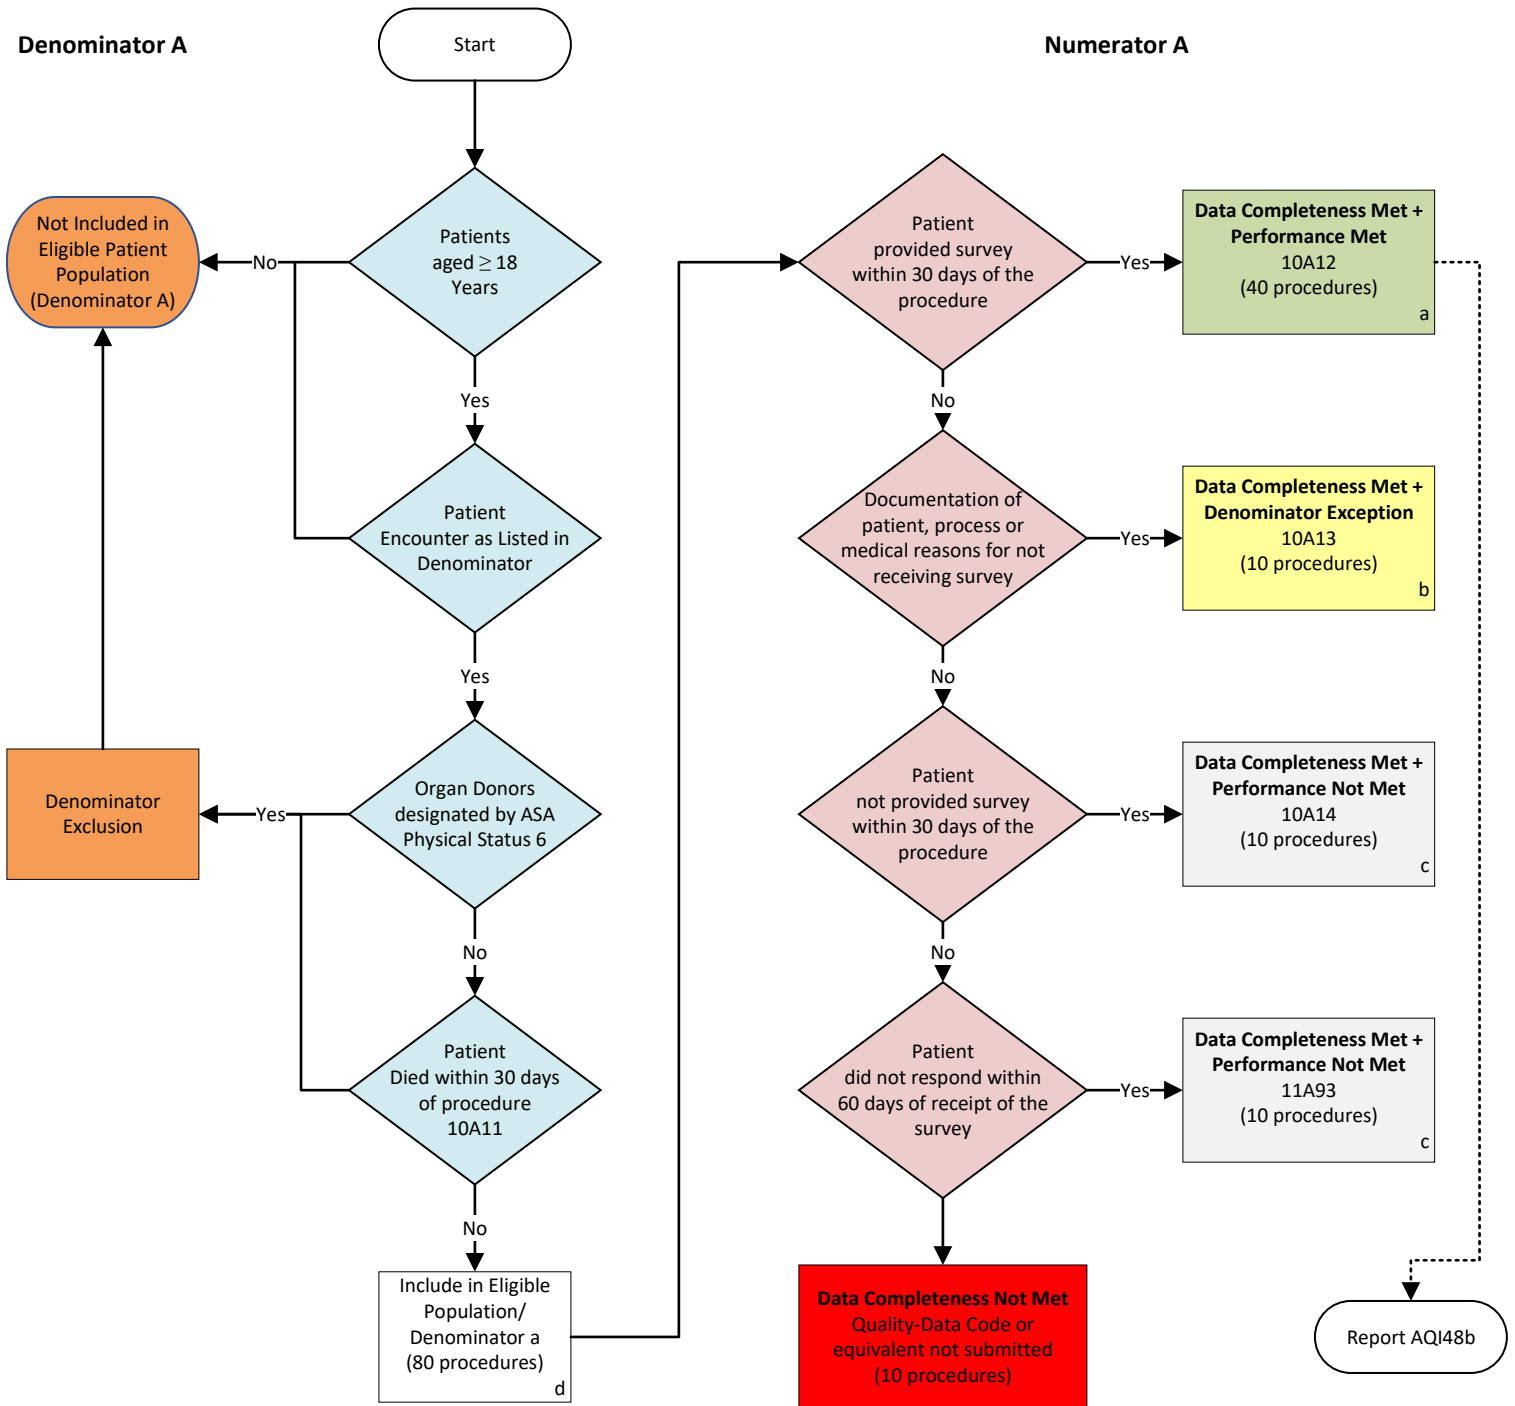 Denominator A
Start
Patients
aged ≥ 18
Years
No
Not Included in
Eligible Patient
Population
(Denominator A)
Yes
Patient
Encounter as Listed in
Denominator
Yes
Organ Donors
designated by ASA
Physical Status 6
Yes
Denominator
Exclusion
No
Patient
Died within 30 days
of procedure
10A11
No
Include in Eligible
Population/
Denominator a
(80 procedures)
d
Numerator A
Patient
provided survey
within 30 days of the
procedure
Yes
Data Completeness Met +
Performance Met
10A12
(40 procedures)
a
No
Documentation of
patient, process or
medical reasons for not
receiving survey
Yes
Data Completeness Met +
Denominator Exception
10A13
(10 procedures)
b
No
Patient
not provided survey
within 30 days of the
procedure
Yes
Data Completeness Met +
Performance Not Met
10A14
(10 procedures)
c
No
Patient
did not respond within
60 days of receipt of the
survey
Yes
Data Completeness Met +
Performance Not Met
11A93
(10 procedures)
c
Data Completeness Not Met
Quality-Data Code or
equivalent not submitted
(10 procedures)
Report AQI48b